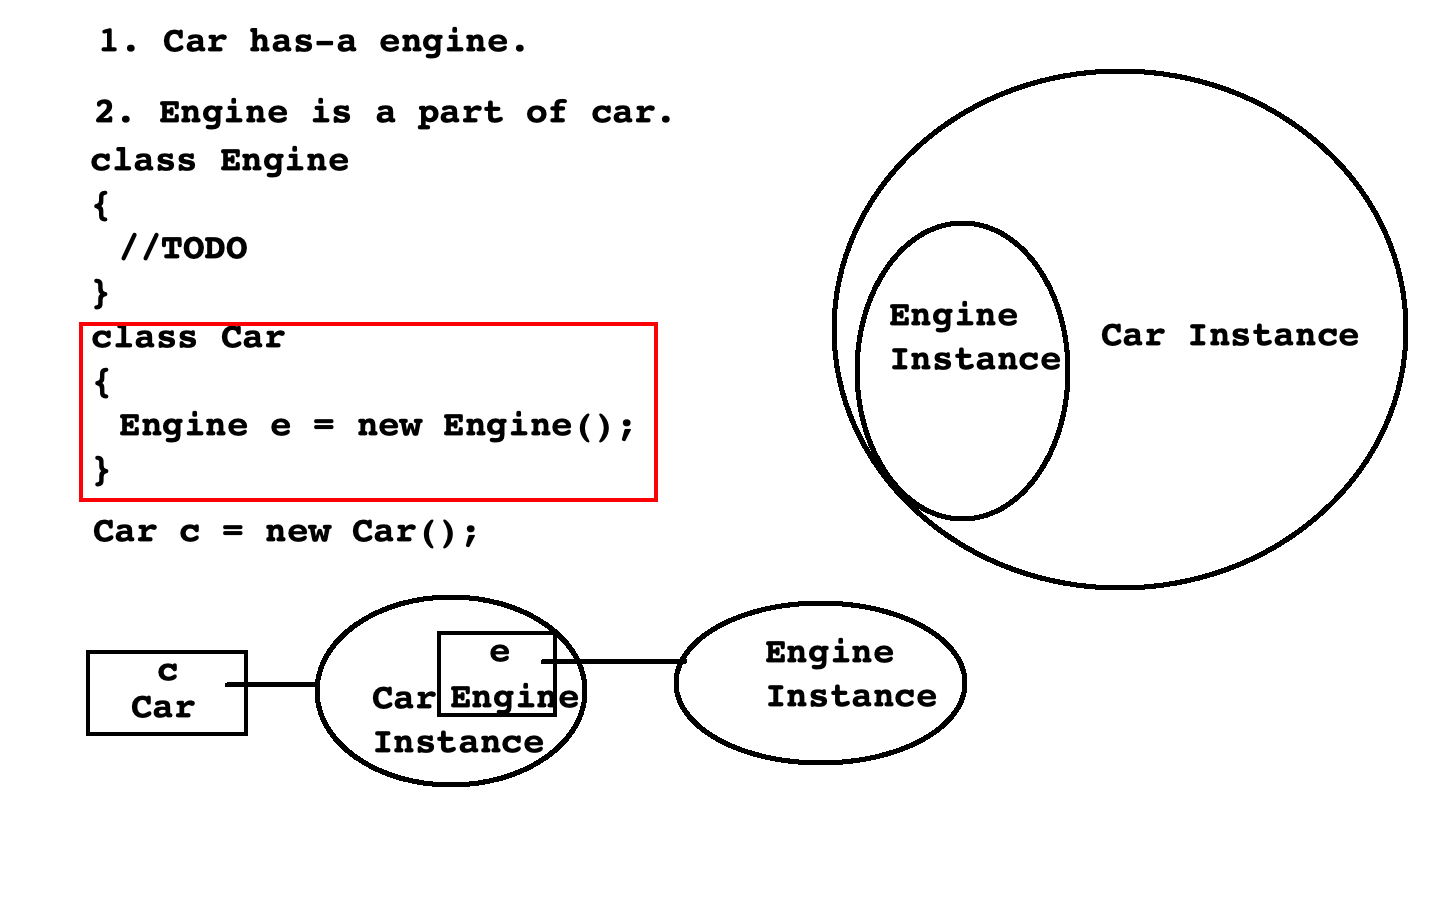 1. Car has-a engine.
2. Engine is a part of car.
class Engine
{
//TODO
}
class Car
{
Engine e = new Engine();
}
Car c = new Car();
Engine
Instance
Car Instance
c
Car
e
Engine
Car
Instance
Engine
Instance